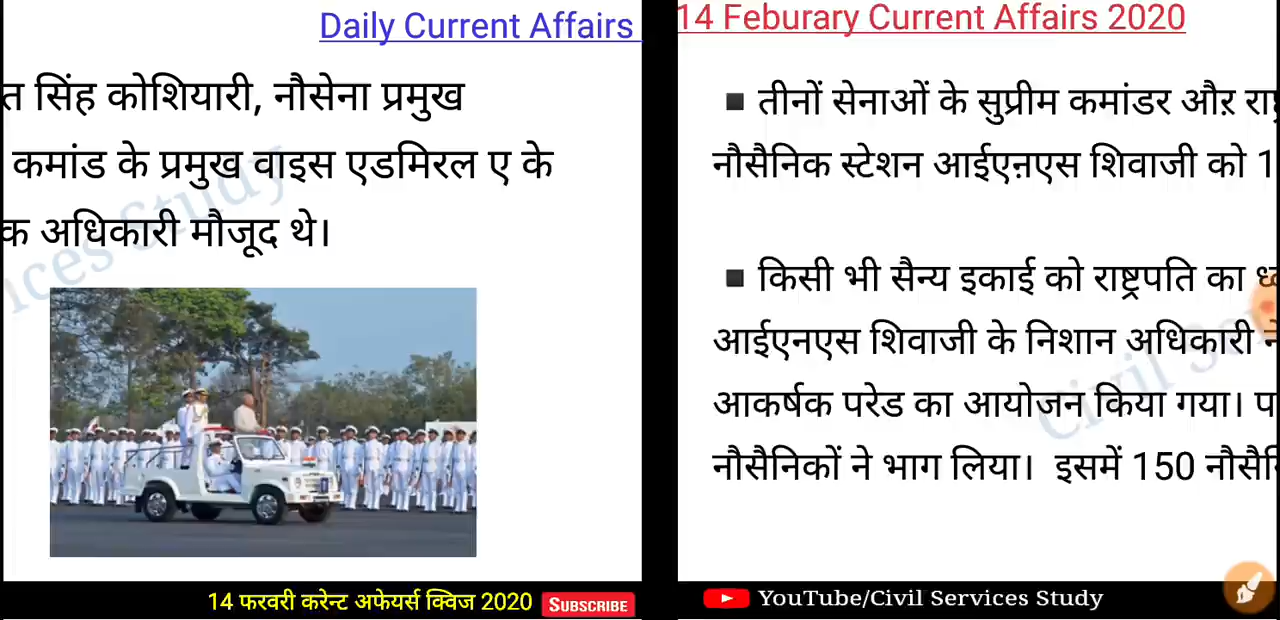 Daily Current Affairs
त सिंह कोशियारी, नौसेना प्रमुख
कमांड के प्रमुख वाइस एडमिरल ए के
क अधिकारी मौजूद थे।
14 फरवरी करेन्ट अफेयर्स क्विज 2020 SUBSCRIBE
14 Feburary Current Affairs 2020
▪ तीनों सेनाओं के सुप्रीम कमांडर औऱ
नौसैनिक स्टेशन आईएऩएस शिवाजी को 1
▪ किसी भी सैन्य इकाई को राष्ट्रपति का
आईएनएस शिवाजी के निशान अधिकारी ने
आकर्षक परेड का आयोजन किया गया। प
नौसैनिकों ने भाग लिया। इसमें 150
YouTube/Civil Services Study